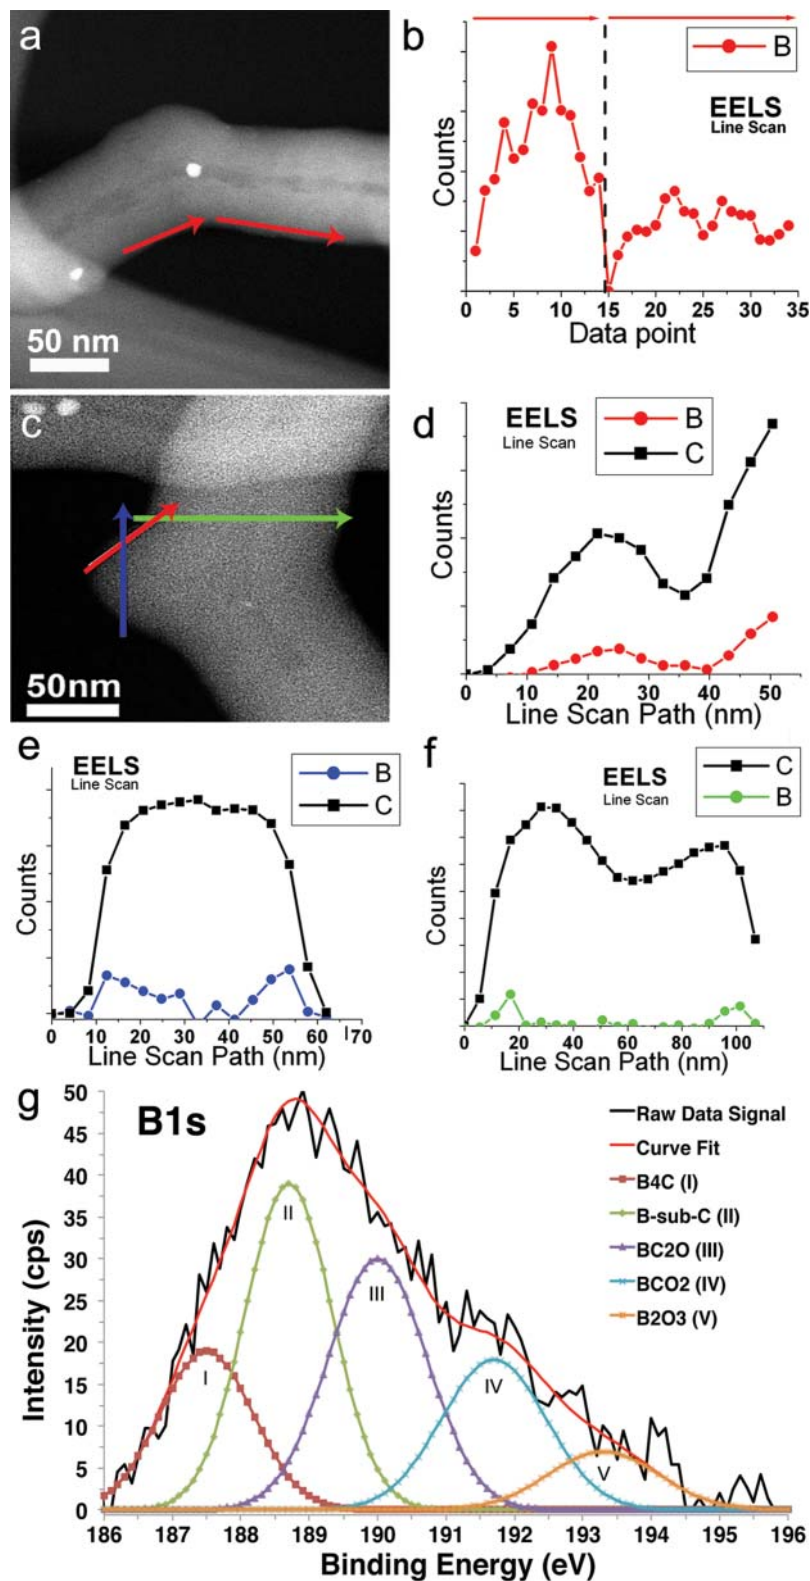 a
50 nm
b
B
EELS
Line Scan
Counts
0 5 10 15 20 25 30 35
Data point
c
50nm
d
EELS
Line Scan
B
C
Counts
0 10 20 30 40 50
Line Scan Path (nm)
e
EELS
Line Scan
B
C
Counts
0 10 20 30 40 50 60 70
Line Scan Path (nm)
f
EELS
Line Scan
C
B
Counts
0 20 40 60 80 100
Line Scan Path (nm)
g
B1s
Raw Data Signal
Curve Fit
B4C (I)
B-sub-C (II)
BC2O (III)
BCO2 (IV)
B2O3 (V)
I
II
III
IV
V
50
45
40
35
30
25
20
15
10
5
0
Intensity (cps)
186 187 188 189 190 191 192 193 194 195 196
Binding Energy (eV)